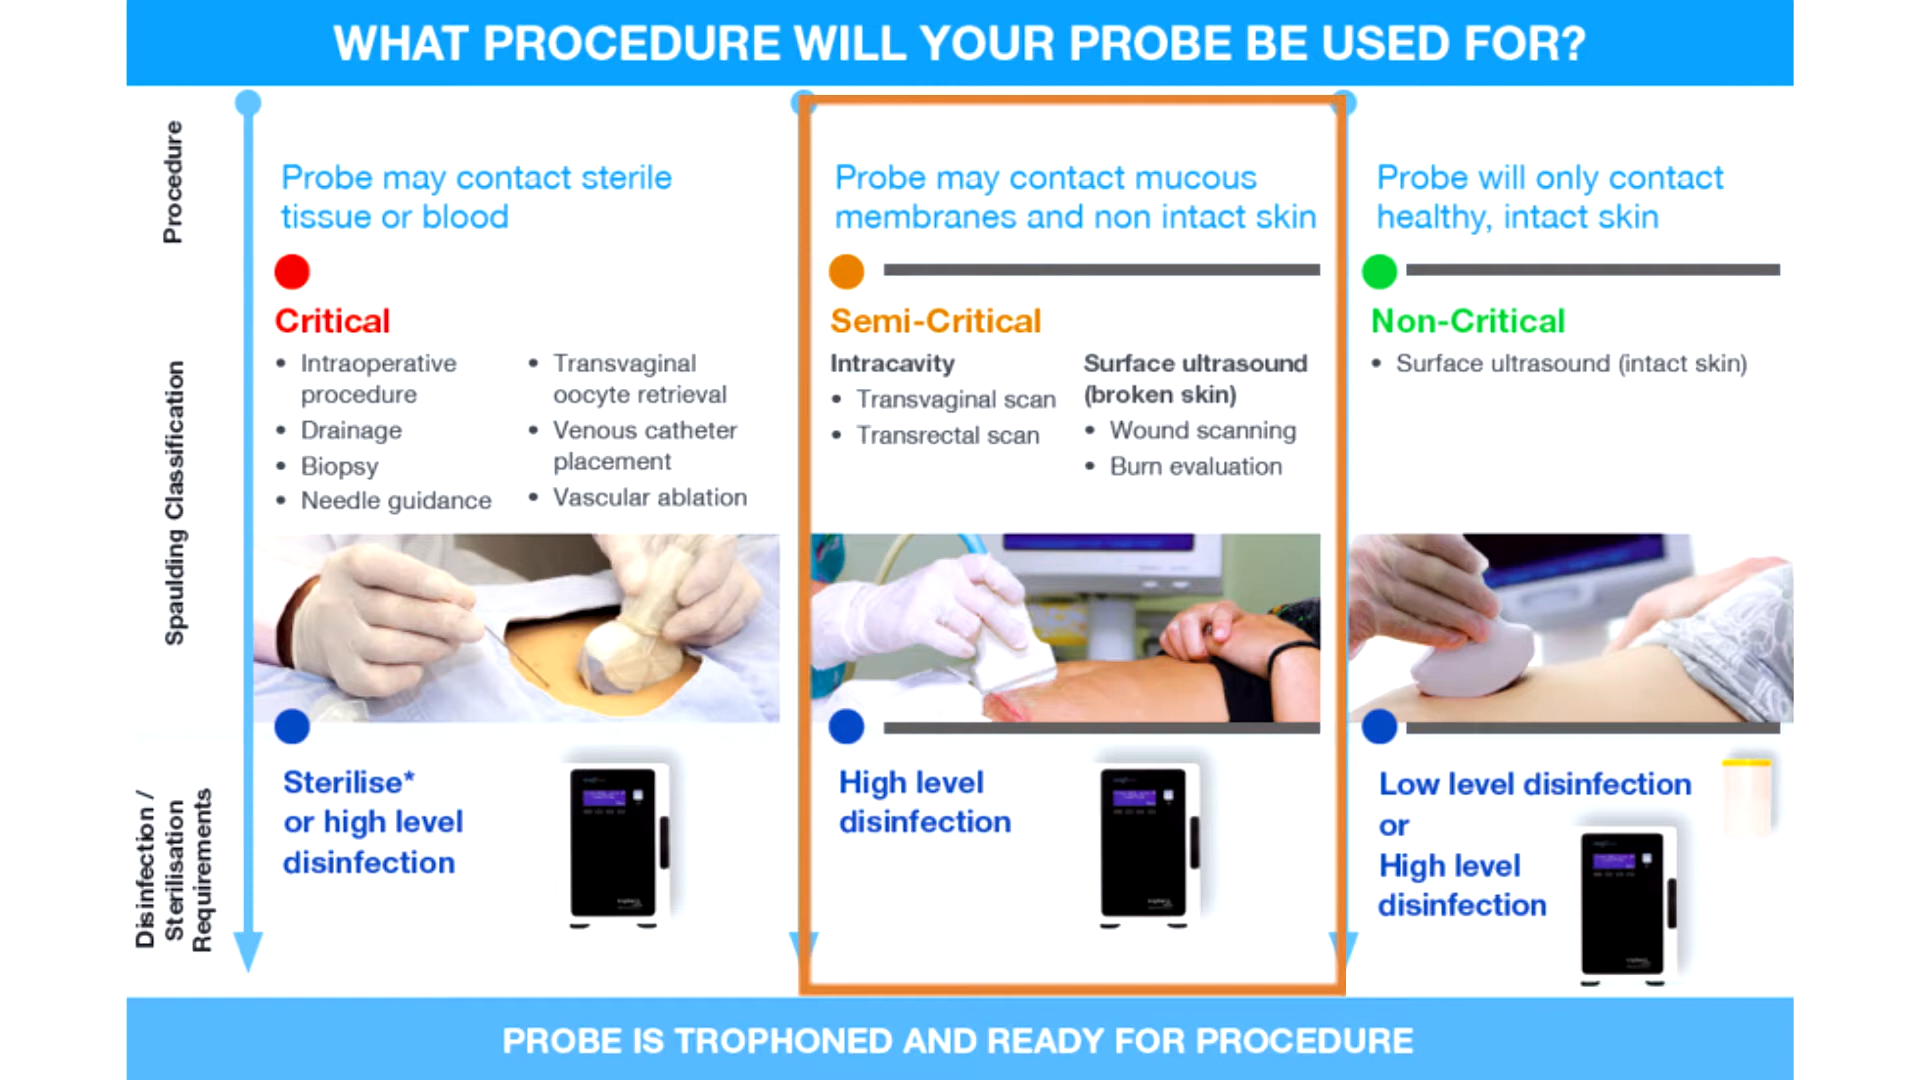 WHAT PROCEDURE WILL YOUR PROBE BE USED FOR?
Procedure
Probe may contact sterile
tissue or blood
Probe may contact mucous
membranes and non intact skin
Probe will only contact
healthy, intact skin
Spaulding Classification
Critical
• Intraoperative
procedure
• Drainage
• Biopsy
• Needle guidance
• Transvaginal
oocyte retrieval
• Venous catheter
placement
• Vascular ablation
Semi-Critical
Intracavity
• Transvaginal scan
• Transrectal scan
Surface ultrasound
(broken skin)
• Wound scanning
• Burn evaluation
Non-Critical
• Surface ultrasound (intact skin)
Disinfection /
Sterilisation
Requirements
Sterilise*
or high level
disinfection
High level
disinfection
Low level disinfection
or
High level
disinfection
PROBE IS TROPHONED AND READY FOR PROCEDURE